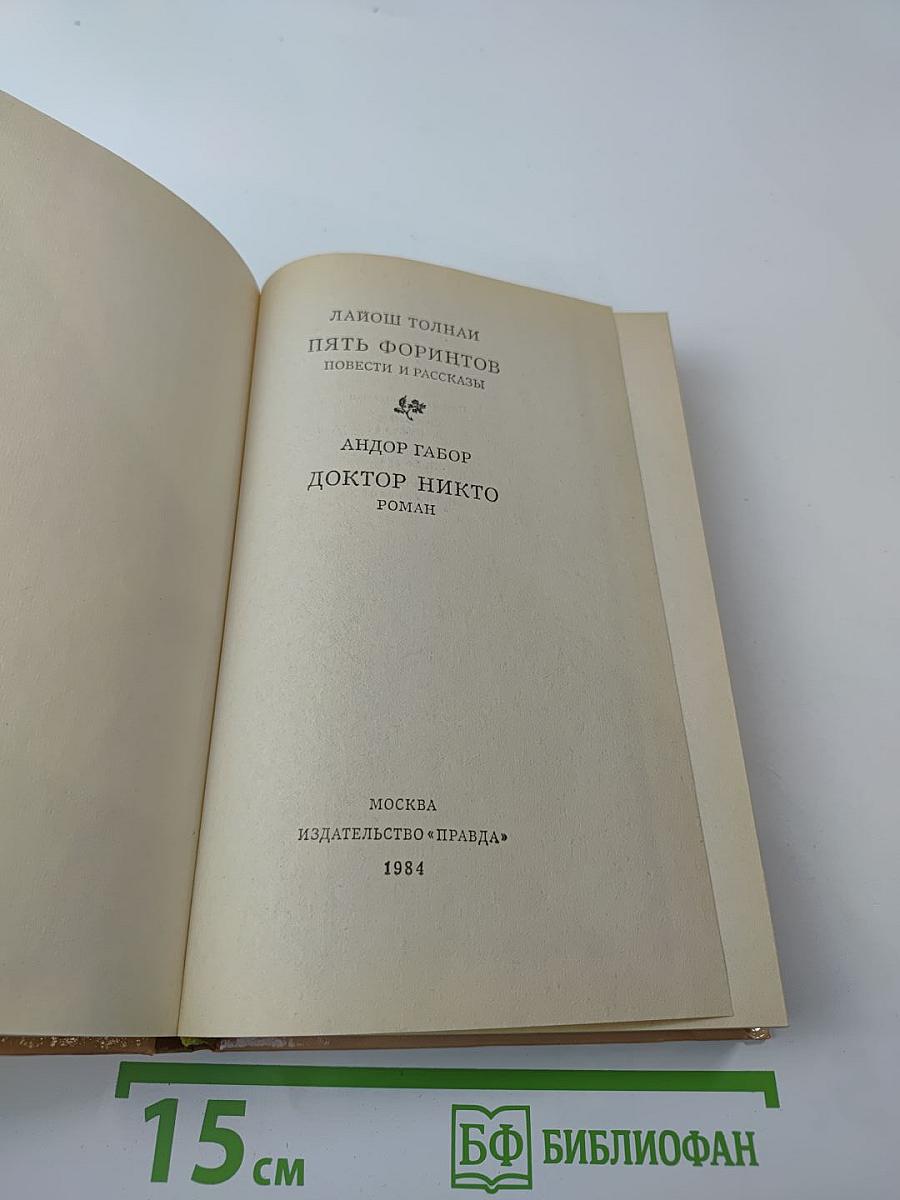 ЛАЙОШ ТОЛНАИ
ПЯТЬ ФОРИНТОВ
ПОВЕСТИ И РАССКАЗЫ
АНДОР ГАБОР
ДОКТОР НИКТО
РОМАН
МОСКВА
ИЗДАТЕЛЬСТВО «ПРАВДА»
1984
15 см
БФ БИБЛИОФАН